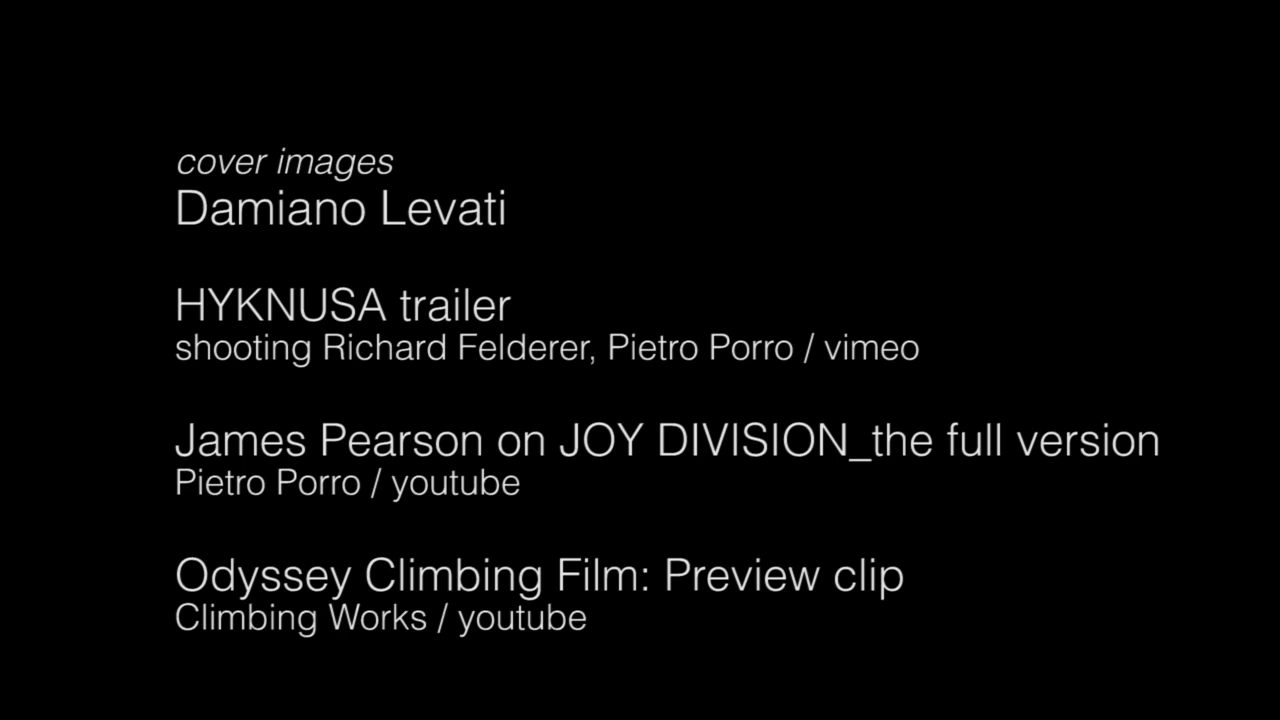 cover images
Damiano Levati
HYKNUSA trailer
shooting Richard Felderer, Pietro Porro / vimeo
James Pearson on JOY DIVISION_the full version
Pietro Porro / youtube
Odyssey Climbing Film: Preview clip
Climbing Works / youtube